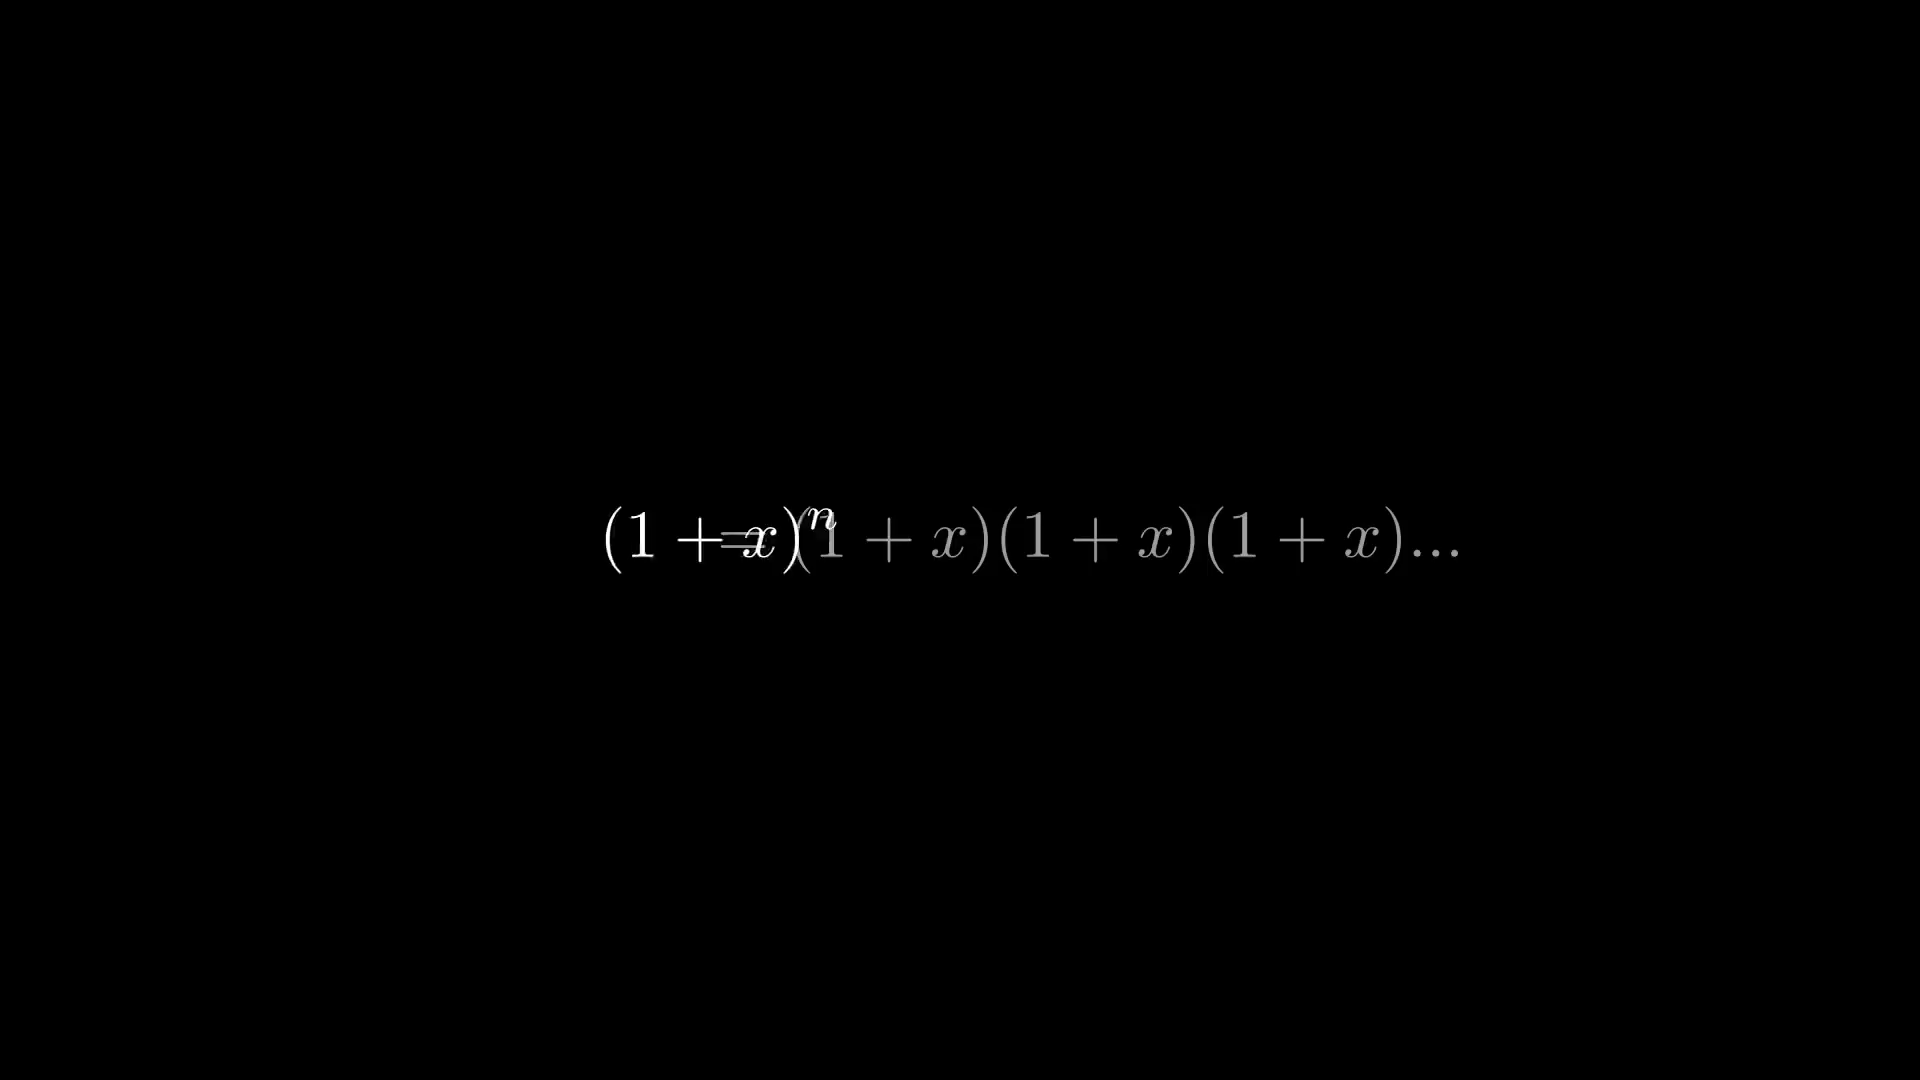 (1 + x)^n = (1 + x)(1 + x)(1 + x)...